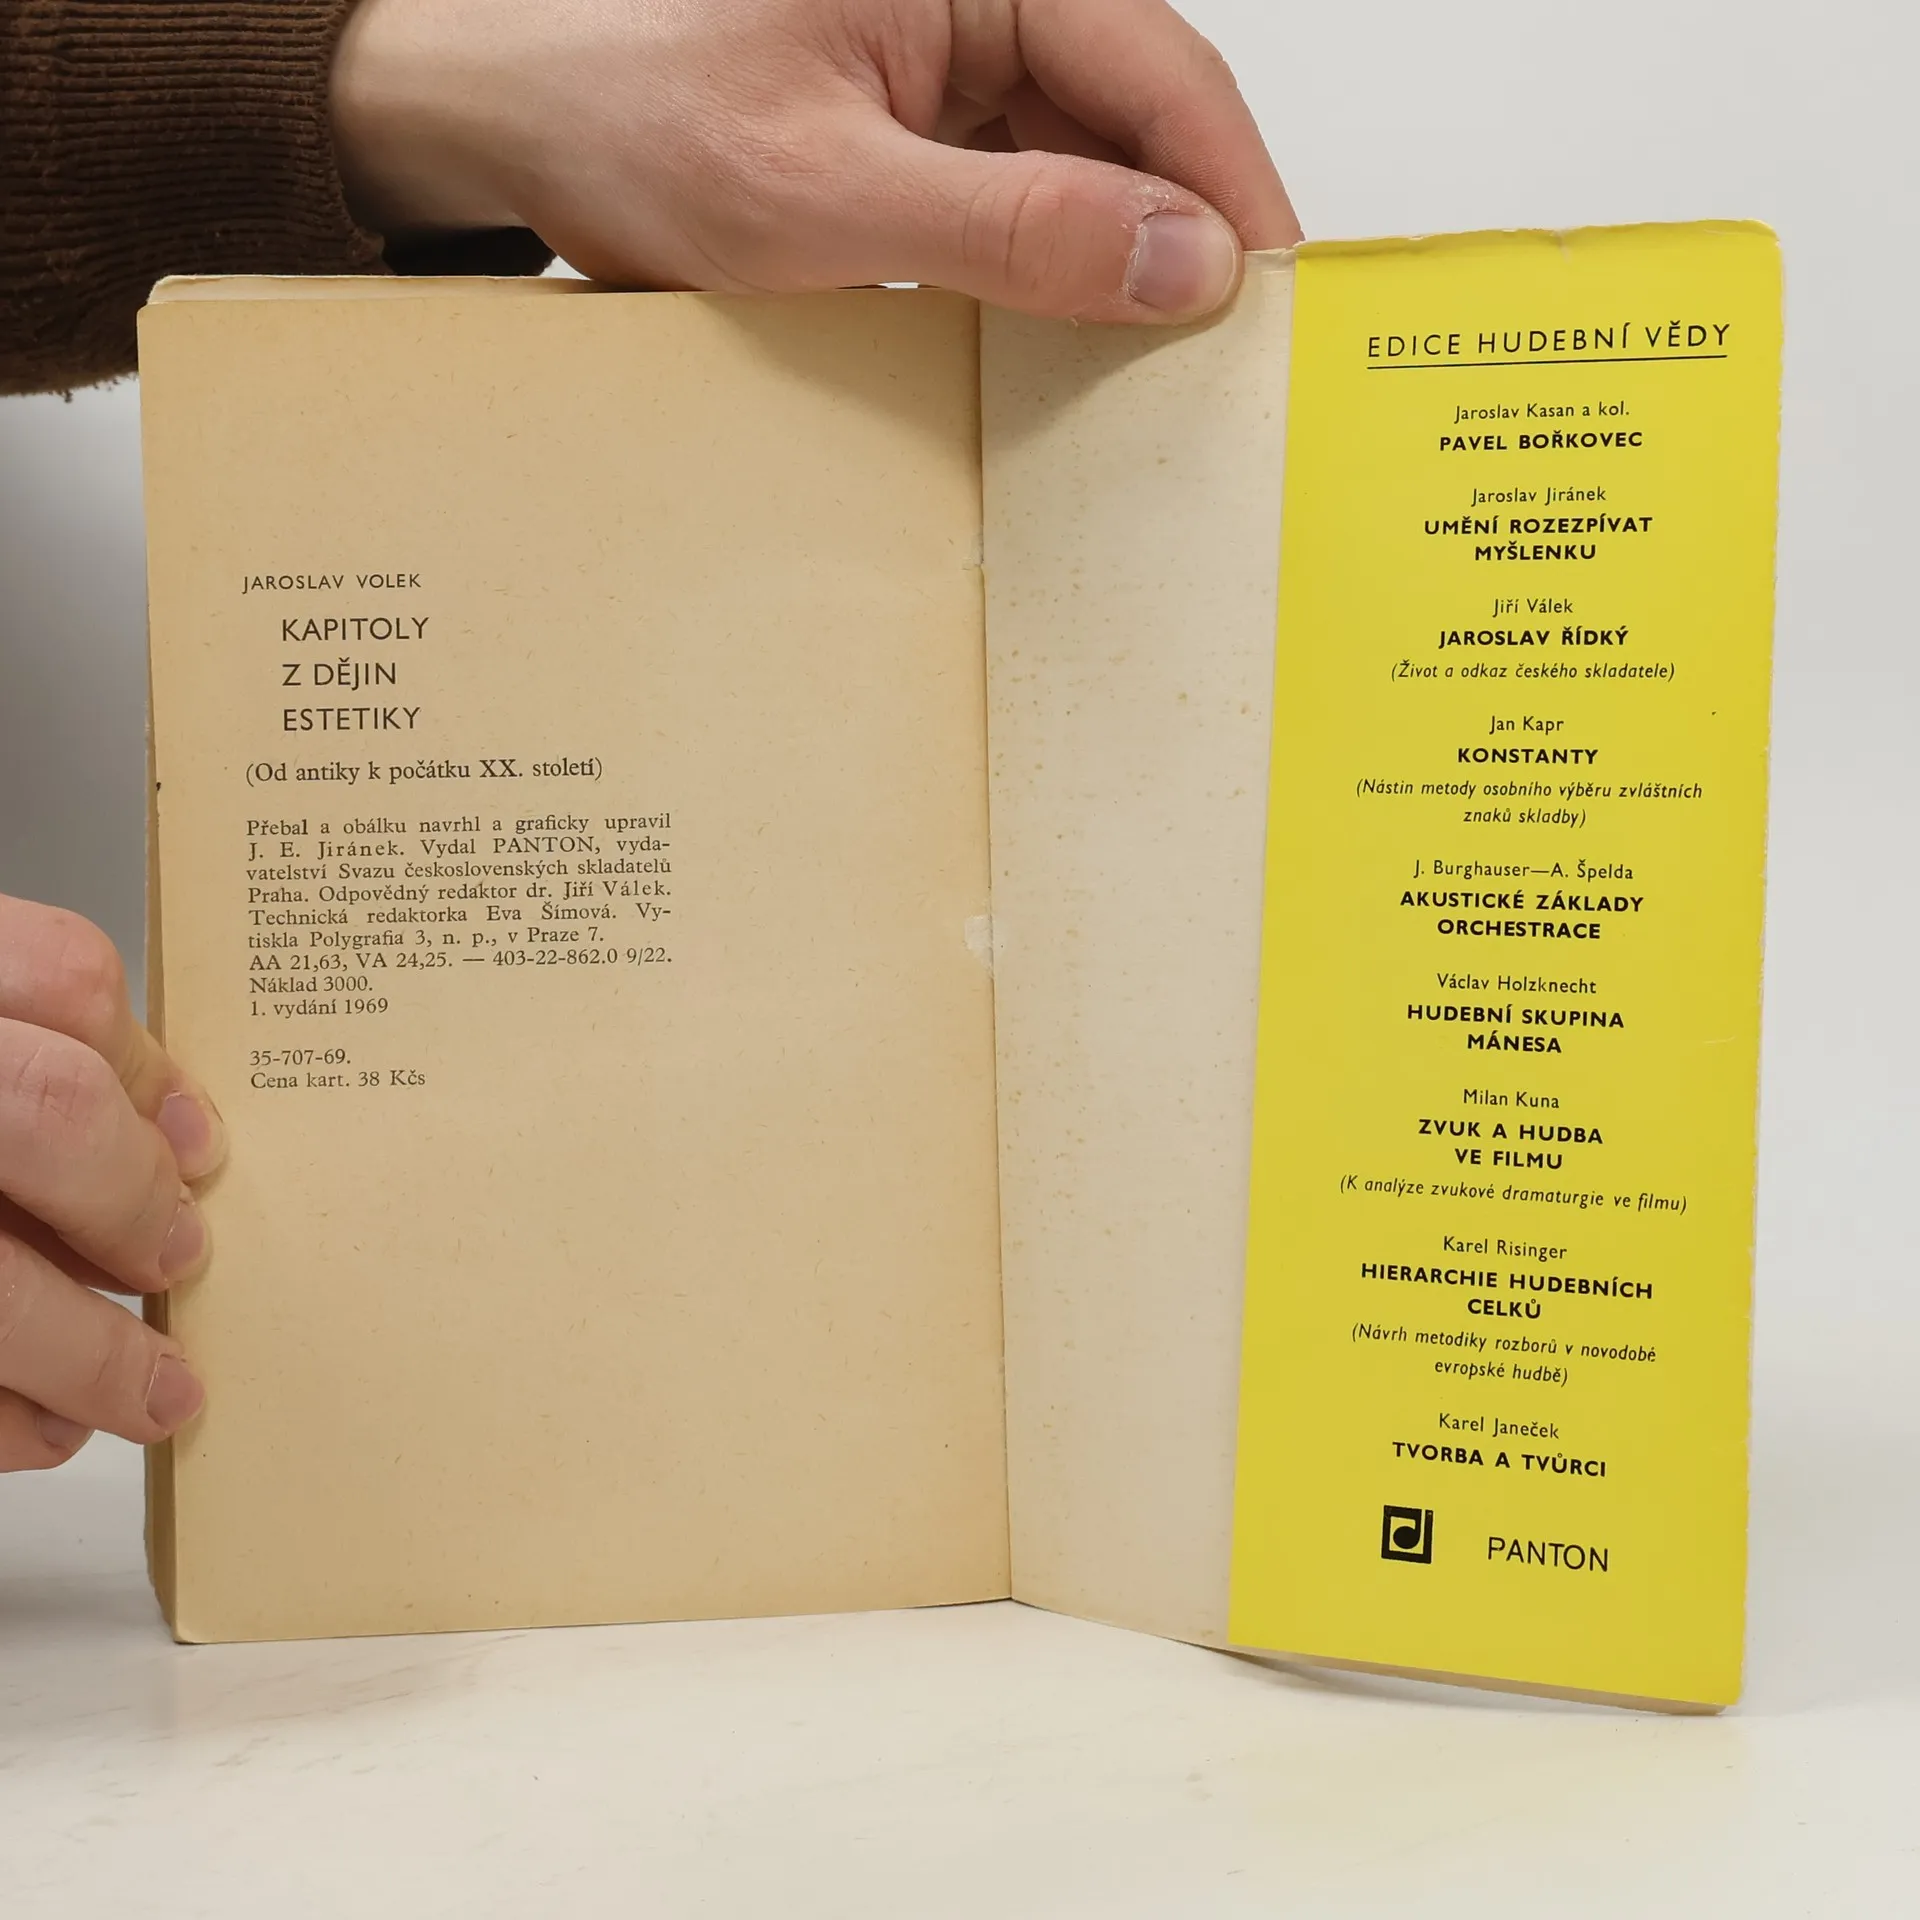 JAROSLAV VOLEK
KAPITOLY
Z DĚJIN
ESTETIKY
(Od antiky k počátku XX. století)
Přebal a obálku navrhl a graficky upravil
J. E. Jiránek. Vydal PANTON, vyda-
vatelství Svazu československých skladatelů
Praha. Odpovědný redaktor dr. Jiří Válek.
Technická redaktorka Eva Šímová. Vy-
tiskla Polygrafia 3, n. p., v Praze 7.
AA 21,63, VA 24,25. — 403-22-862.0 9/22.
Náklad 3000.
1. vydání 1969
35-707-69.
Cena kart. 38 Kčs
EDICE HUDEBNÍ VĚDY
Jaroslav Kasan a kol.
PAVEL BOŘKOVEC
Jaroslav Jiránek
UMĚNÍ ROZEZPÍVAT
MYŠLENKU
Jiří Válek
JAROSLAV ŘÍDKÝ
(Život a odkaz českého skladatele)
Jan Kapr
KONSTANTY
(Nástin metody osobního výběru zvláštních
znaků skladby)
J. Burghauser—A. Špelda
AKUSTICKÉ ZÁKLADY
ORCHESTRACE
Václav Holzknecht
HUDEBNÍ SKUPINA
MÁNESA
Milan Kuna
ZVUK A HUDBA
VE FILMU
(K analýze zvukové dramaturgie ve filmu)
Karel Risinger
HIERARCHIE HUDEBNÍCH
CELKŮ
(Návrh metodiky rozborů v novodobé
evropské hudbě)
Karel Janeček
TVORBA A TVŮRCI
PANTON